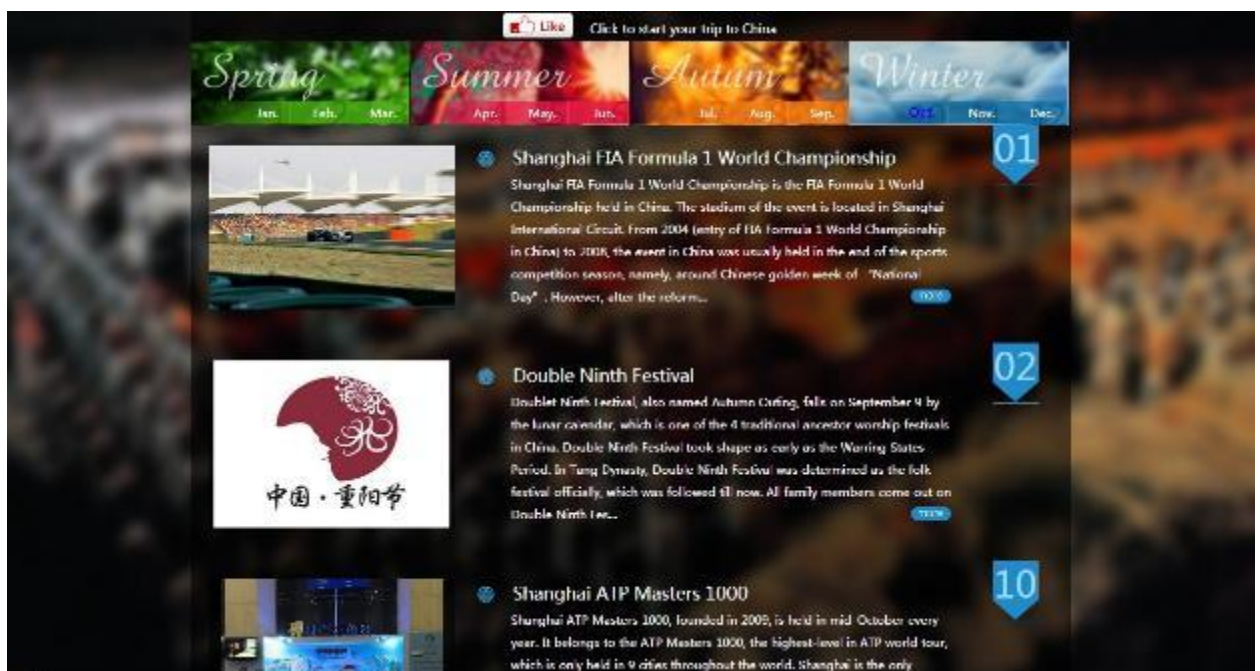 Like Click to start your trip to China
Spring Summer Autum Winter
Jan. Feb. Mar. Apr. May. Jun. Jul. Aug. Sep. Oct. Nov. Dec.
Shanghai FIA Formula 1 World Championship
01
Shanghai FIA Formula 1 World Championship is the FIA Formula 1 World
Championship held in China. The stadium of the event is located in Shanghai
International Circuit. From 2004 (entry of FIA Formula 1 World Championship
in China) to 2008, the event in China was usually held in the end of the sports
competition season, namely, around Chinese golden week of "National
Day" . However, after the reform...
more
Double Ninth Festival
02
Doublet Ninth Festival, also named Autumn Outing, falls on September 9 by
the lunar calendar, which is one of the 4 traditional ancestor worship festivals
in China. Double Ninth Festival took shape as early as the Warring States
Period. In Tang Dynasty, Double Ninth Festival was determined as the folk
festival officially, which was followed till now. All family members come out on
Double Ninth Fes...
more
中国·重阳节
Shanghai ATP Masters 1000
10
Shanghai ATP Masters 1000, founded in 2009, is held in mid October every
year. It belongs to the ATP Masters 1000, the highest-level in ATP world tour,
which is only held in 9 cities throughout the world. Shanghai is the only